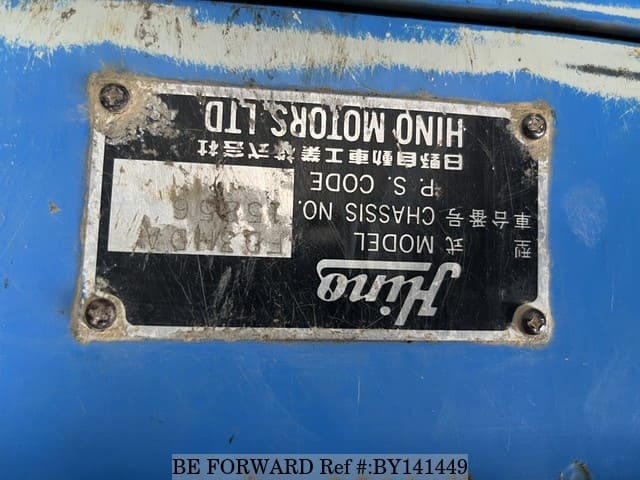 Hino
型式 MODEL
車台番号 CHASSIS NO.
P. S. CODE
日野自動車工業株式会社
HINO MOTORS, LTD
BE FORWARD Ref #:BY141449